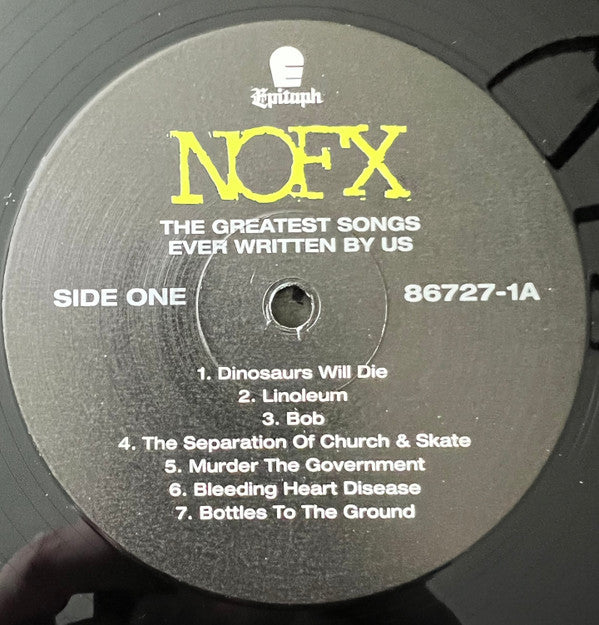 Epitaph
NOFX
THE GREATEST SONGS
EVER WRITTEN BY US
SIDE ONE
86727-1A
1. Dinosaurs Will Die
2. Linoleum
3. Bob
4. The Separation Of Church & Skate
5. Murder The Government
6. Bleeding Heart Disease
7. Bottles To The Ground